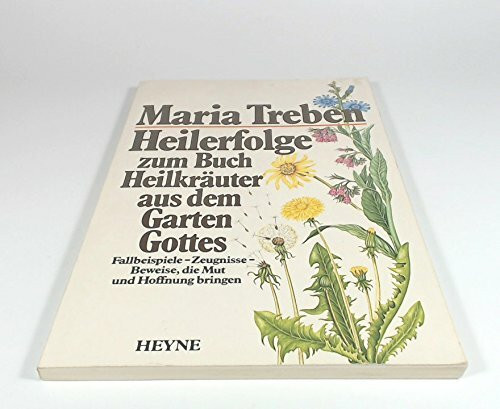 Maria Treben
Heilerfolge
zum Buch
Heilkräuter
aus dem
Garten
Gottes
Fallbeispiele – Zeugnisse –
Beweise, die Mut
und Hoffnung bringen
HEYNE